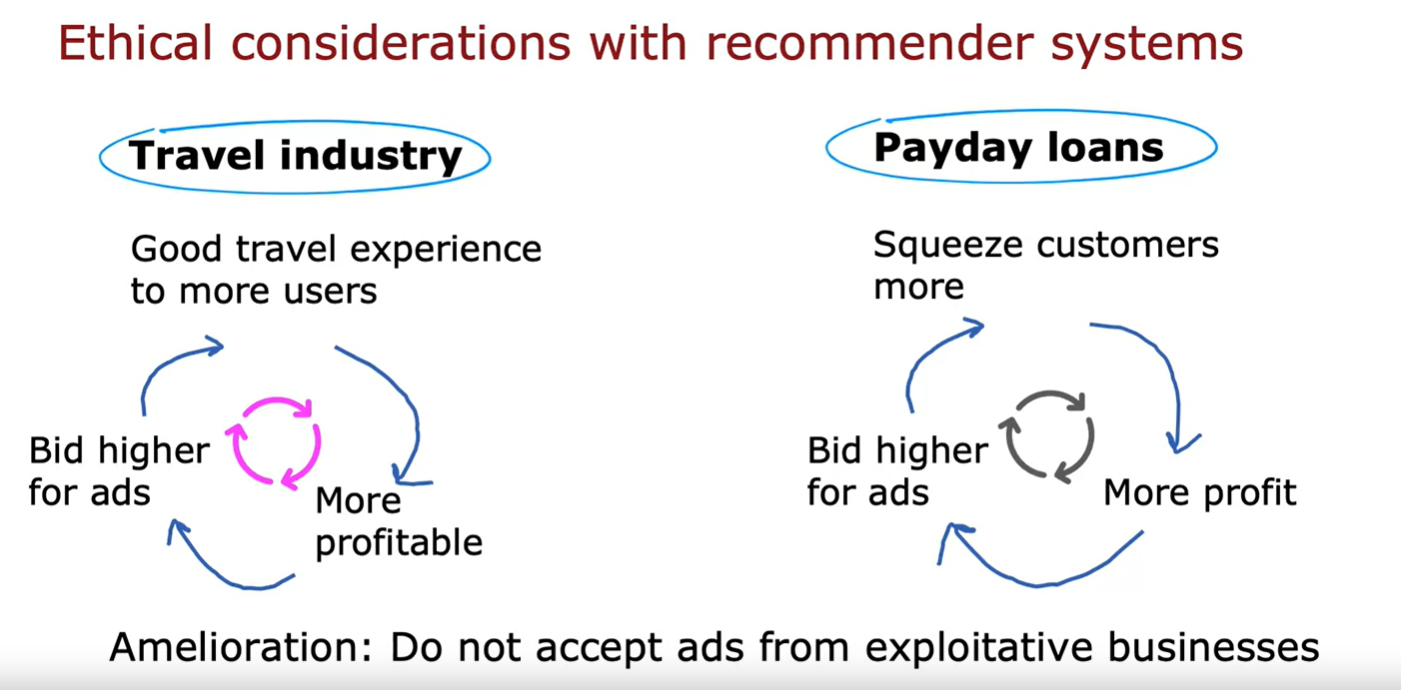 Ethical considerations with recommender systems
Travel industry
Good travel experience
to more users
Bid higher
for ads
More
profitable
Payday loans
Squeeze customers
more
Bid higher
for ads
More profit
Amelioration: Do not accept ads from exploitative businesses